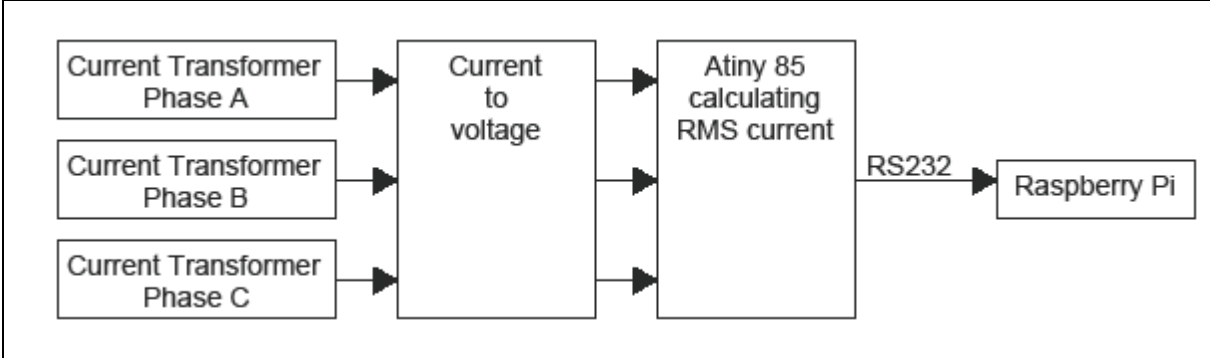 Current Transformer
Phase A
Current Transformer
Phase B
Current Transformer
Phase C
Current
to
voltage
Atiny 85
calculating
RMS current
RS232
Raspberry Pi